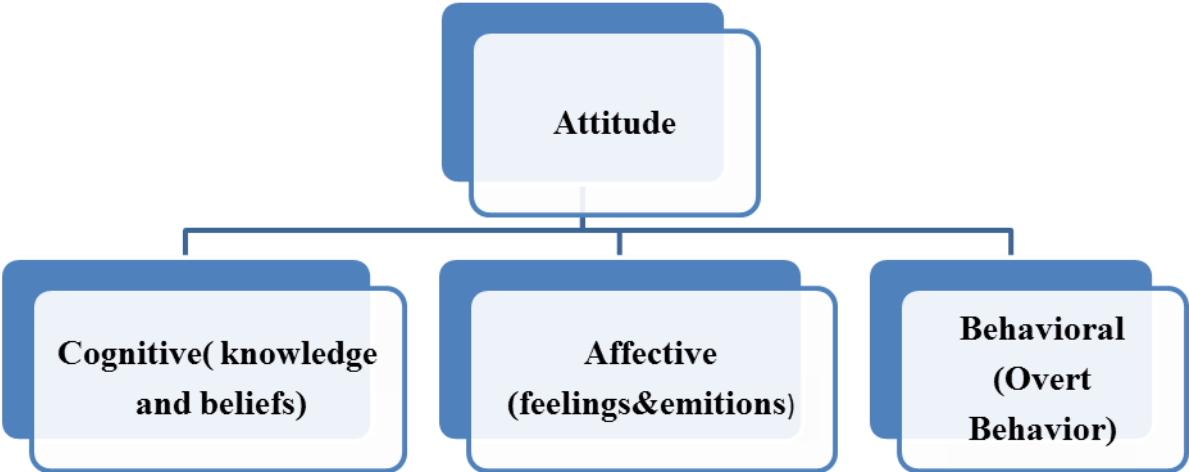 Attitude
Cognitive( knowledge
and beliefs)
Affective
(feelings&emitions)
Behavioral
(Overt
Behavior)